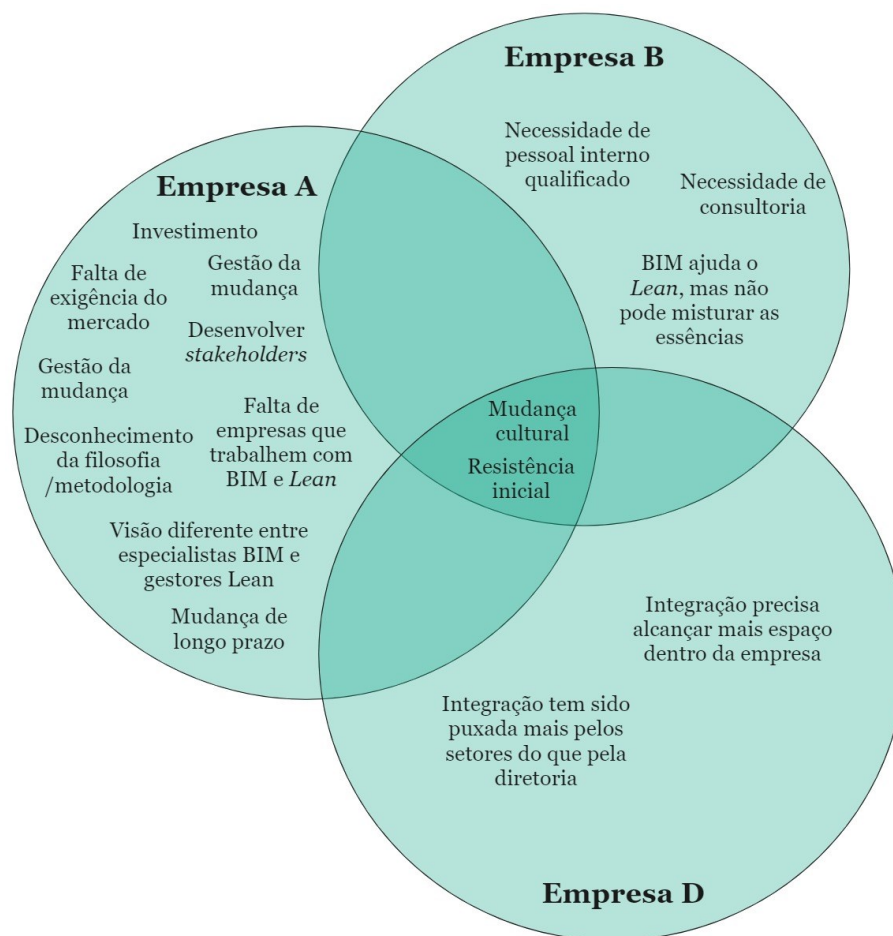 Empresa B
Necessidade de
pessoal interno
qualificado
Necessidade de
consultoria
BIM ajuda o
Lean, mas não
pode misturar as
essências
Empresa A
Investimento
Gestão da
mudança
Falta de
exigência do
mercado
Desenvolver
stakeholders
Gestão da
mudança
Falta de
empresas que
trabalhem com
BIM e Lean
Desconhecimento
da filosofia
/metodologia
Visão diferente entre
especialistas BIM e
gestores Lean
Mudança de
longo prazo
Mudança
cultural
Resistência
inicial
Integração precisa
alcançar mais espaço
dentro da empresa
Integração tem sido
puxada mais pelos
setores do que pela
diretoria
Empresa D